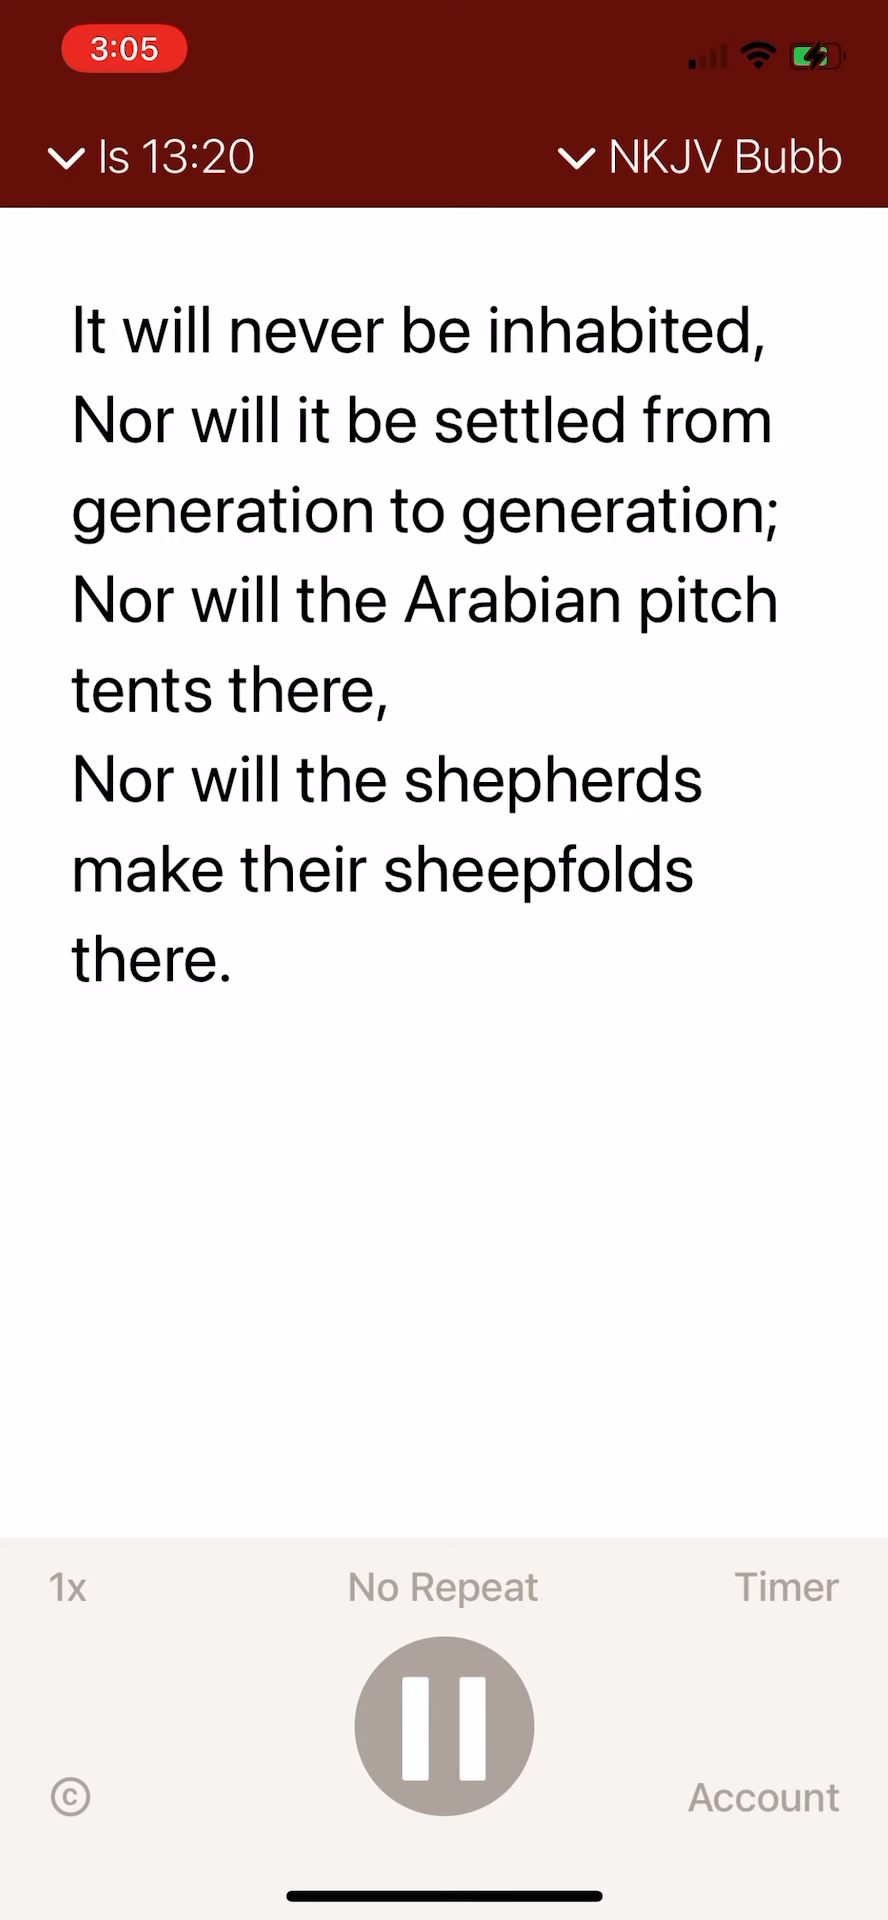 3:05
Is 13:20
NKJV Bubb
It will never be inhabited,
Nor will it be settled from
generation to generation;
Nor will the Arabian pitch
tents there,
Nor will the shepherds
make their sheepfolds
there.
1x
No Repeat
Timer
©
Account